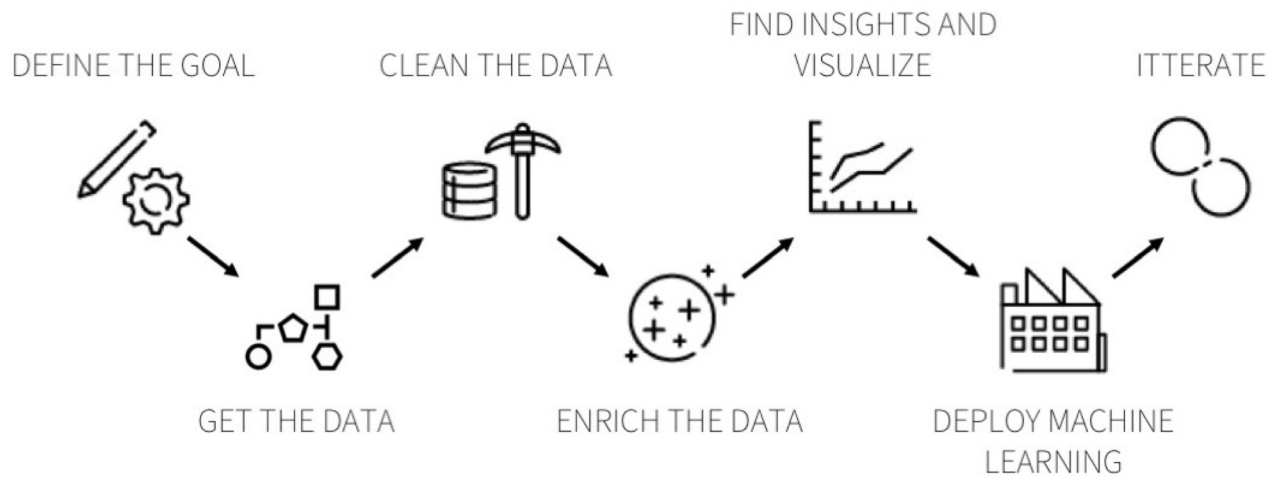 DEFINE THE GOAL
GET THE DATA
CLEAN THE DATA
ENRICH THE DATA
FIND INSIGHTS AND
VISUALIZE
DEPLOY MACHINE
LEARNING
ITTERATE